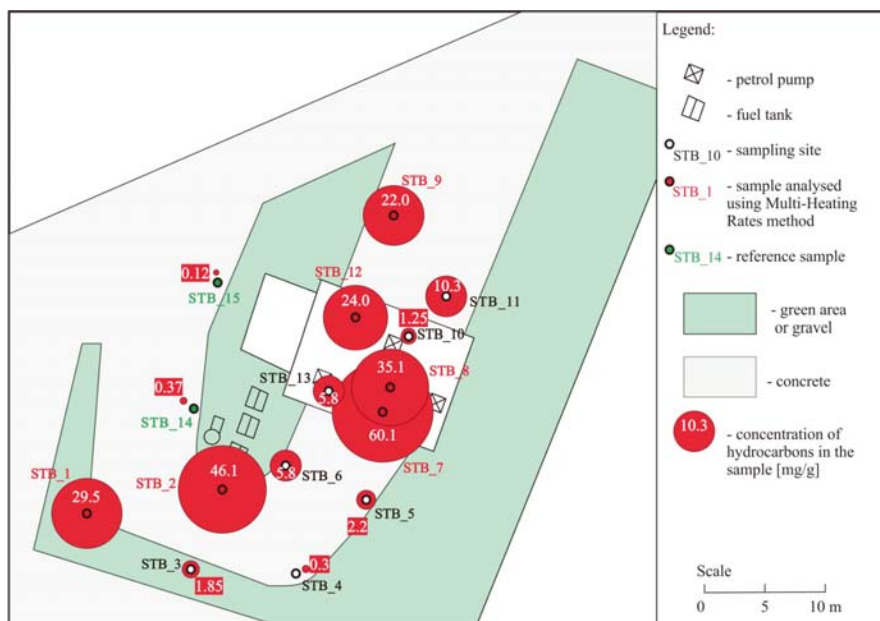 STB_9
22.0
0.12
STB_15
STB_12
24.0
10.3
STB_11
1.25
STB_10
35.1
STB_8
STB_13
5.8
60.1
STB_7
0.37
STB_14
STB_1
29.5
STB_2
46.1
5.8
STB_6
STB_5
2.2
STB_3
1.85
0.3
STB_4
Legend:
- petrol pump
- fuel tank
STB_10 - sampling site
STB_1 - sample analysed
using Multi-Heating
Rates method
STB_14 - reference sample
- green area
or gravel
- concrete
10.3 - concentration of
hydrocarbons in the
sample [mg/g]
Scale
0 5 10 m